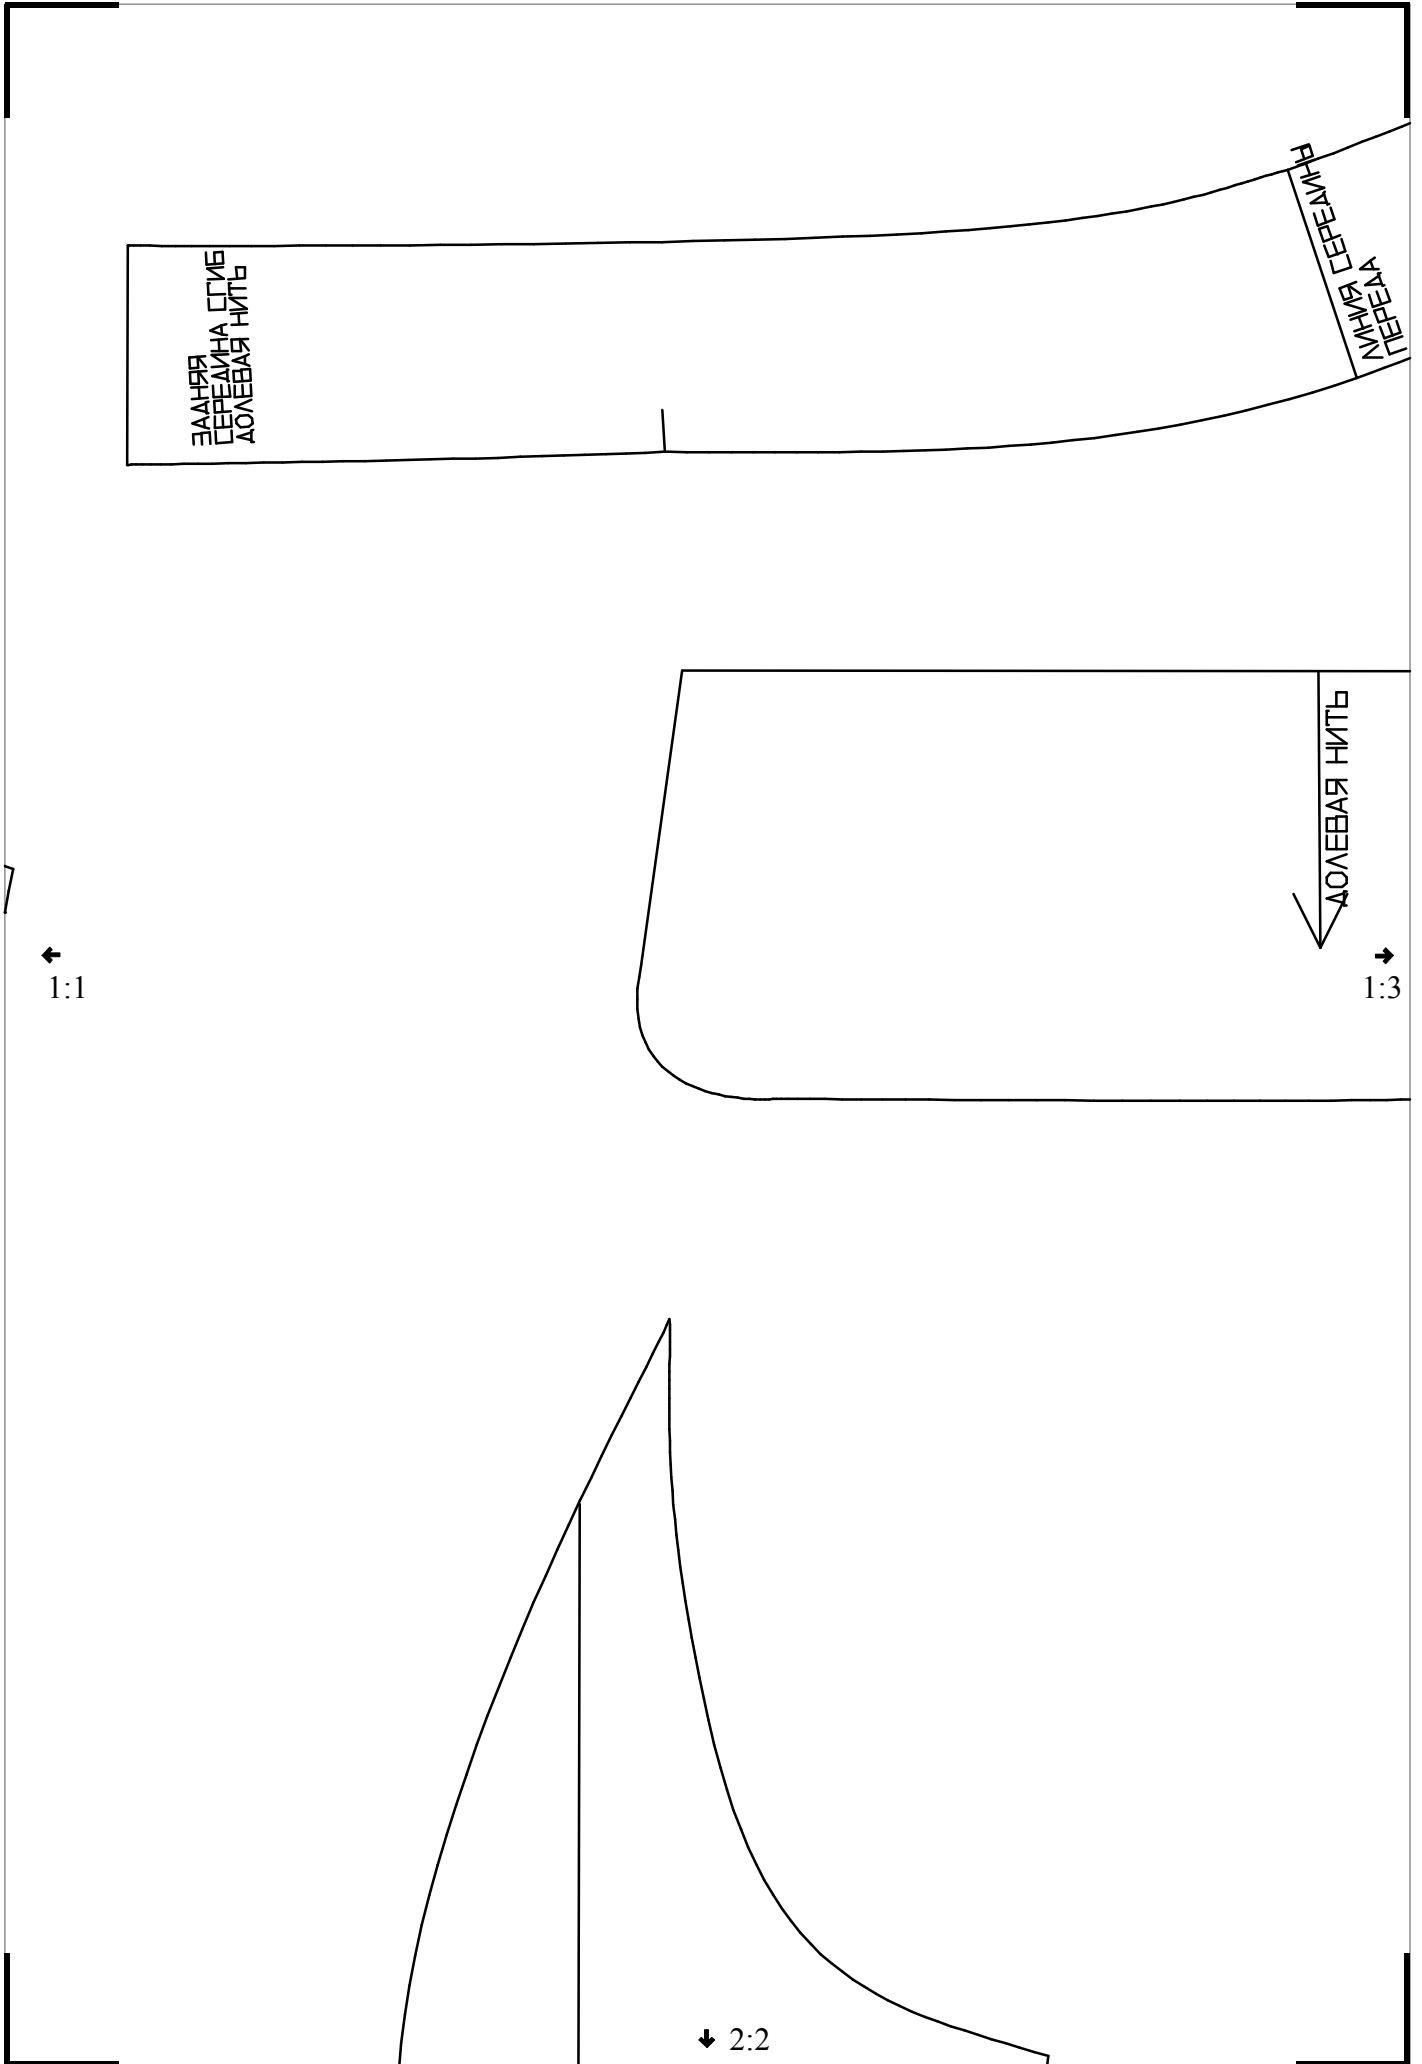 ЗАДНЯЯ
СЕРЕДИНА СГИБ
ДОЛЕВАЯ НИТЬ
ЛИНИЯ СЕРЕДИНЫ
ПЕРЕДА
ДОЛЕВАЯ НИТЬ
1:1
1:3
2:2